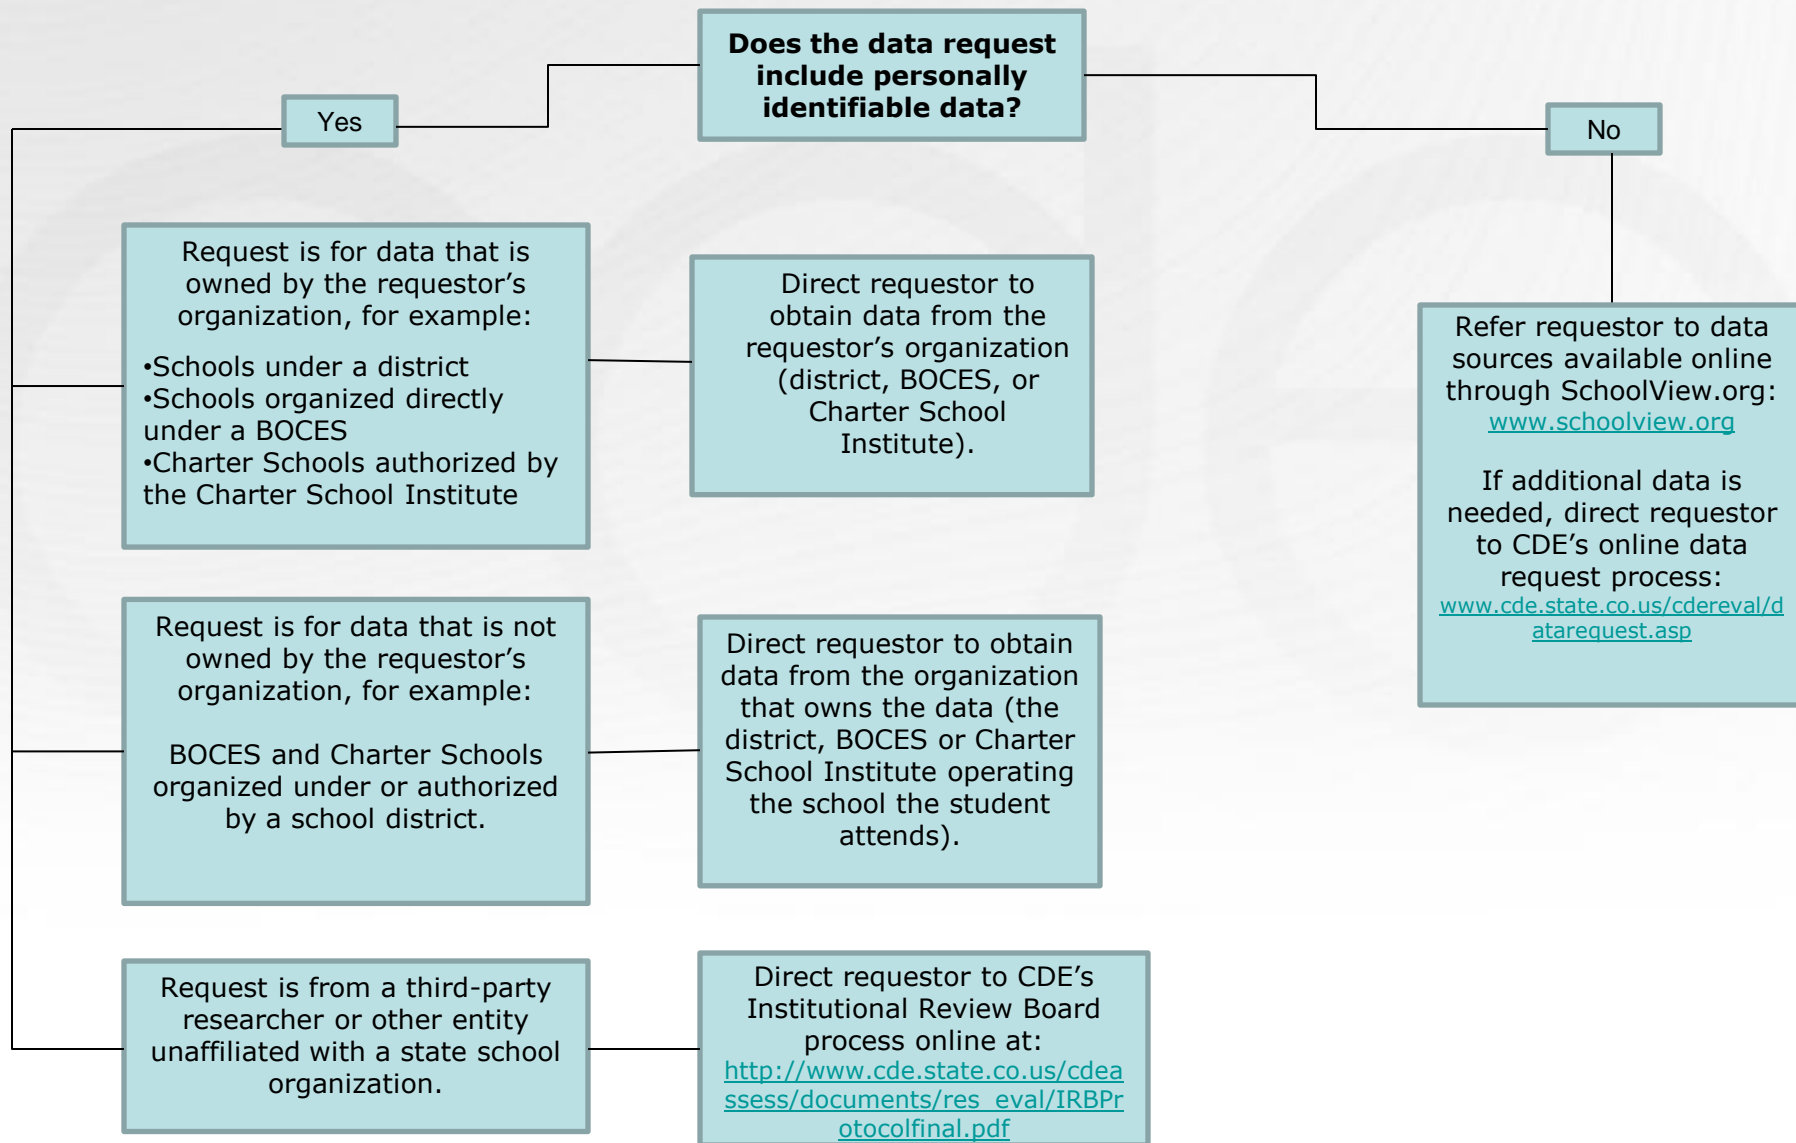 Does the data request
include personally
identifiable data?
Yes
No
Request is for data that is
owned by the requestor’s
organization, for example:
•Schools under a district
•Schools organized directly
under a BOCES
•Charter Schools authorized by
the Charter School Institute
Direct requestor to
obtain data from the
requestor’s organization
(district, BOCES, or
Charter School
Institute).
Refer requestor to data
sources available online
through SchoolView.org:
www.schoolview.org
If additional data is
needed, direct requestor
to CDE’s online data
request process:
www.cde.state.co.us/cdereval/d
atarequest.asp
Request is for data that is not
owned by the requestor’s
organization, for example:
BOCES and Charter Schools
organized under or authorized
by a school district.
Direct requestor to obtain
data from the organization
that owns the data (the
district, BOCES or Charter
School Institute operating
the school the student
attends).
Request is from a third-party
researcher or other entity
unaffiliated with a state school
organization.
Direct requestor to CDE’s
Institutional Review Board
process online at:
http://www.cde.state.co.us/cdea
ssess/documents/res_eval/IRBPr
otocolfinal.pdf